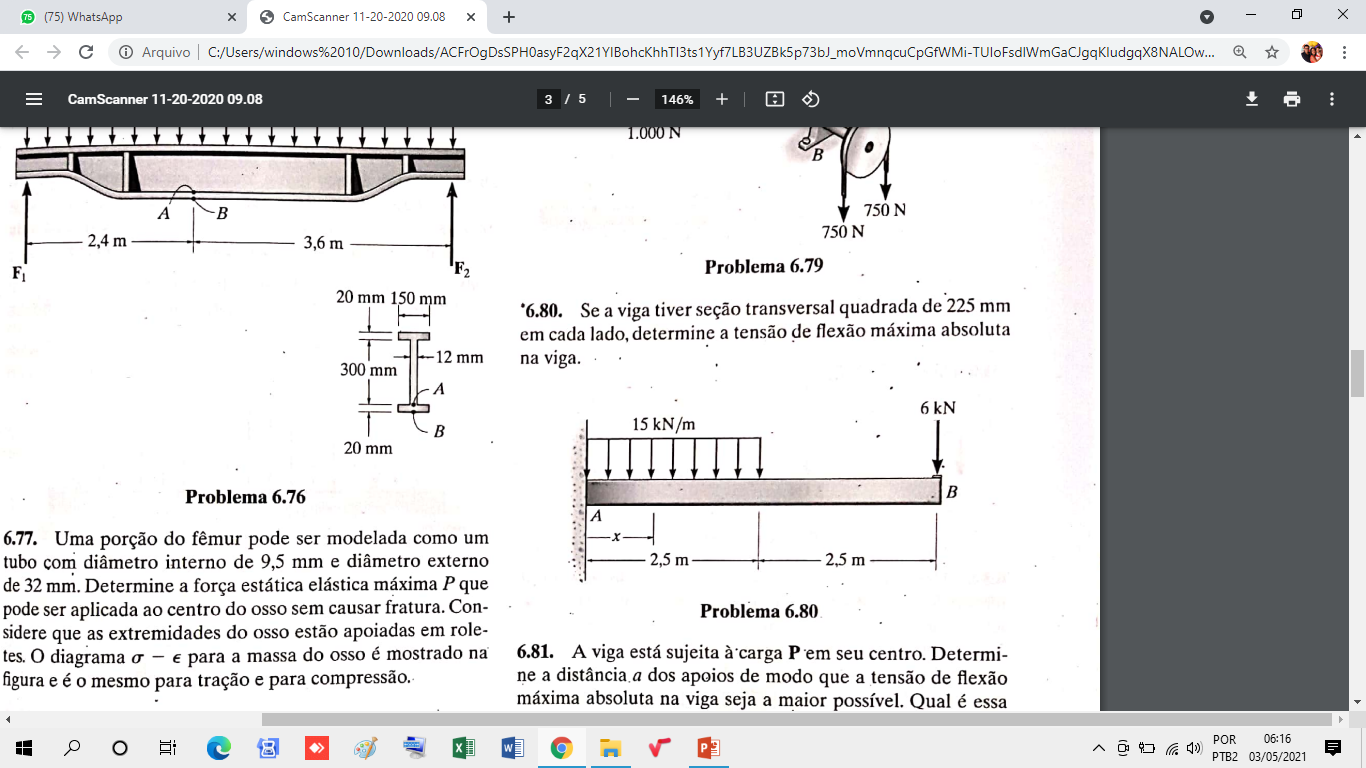 (75) WhatsApp
CamScanner 11-20-2020 09.08
Arquivo
C:/Users/windows%2010/Downloads/ACFrOgDsSPH0asyF2qX21YIBohcKhhTI3ts1Yyf7LB3UZBk5p73bJ_moVmnqcuCpGfWMi-TUIoFsdlWmGaCJgqKludgqX8NALOw...
CamScanner 11-20-2020 09.08
3 / 5
146%
A
B
2,4 m
3,6 m
F1
F2
20 mm 150 mm
12 mm
300 mm
A
B
20 mm
Problema 6.76
6.77. Uma porção do fêmur pode ser modelada como um
tubo com diâmetro interno de 9,5 mm e diâmetro externo
de 32 mm. Determine a força estática elástica máxima P que
pode ser aplicada ao centro do osso sem causar fratura. Con-
sidere que as extremidades do osso estão apoiadas em role-
tes. O diagrama σ − ϵ para a massa do osso é mostrado na
figura e é o mesmo para tração e para compressão.
1.000 N
B
750 N
750 N
Problema 6.79
*6.80. Se a viga tiver seção transversal quadrada de 225 mm
em cada lado, determine a tensão de flexão máxima absoluta
na viga.
6 kN
15 kN/m
B
A
x
2,5 m
2,5 m
Problema 6.80
6.81. A viga está sujeita à carga P em seu centro. Determi-
ne a distância a dos apoios de modo que a tensão de flexão
máxima absoluta na viga seja a maior possível. Qual é essa
POR
PTB2
06:16
03/05/2021